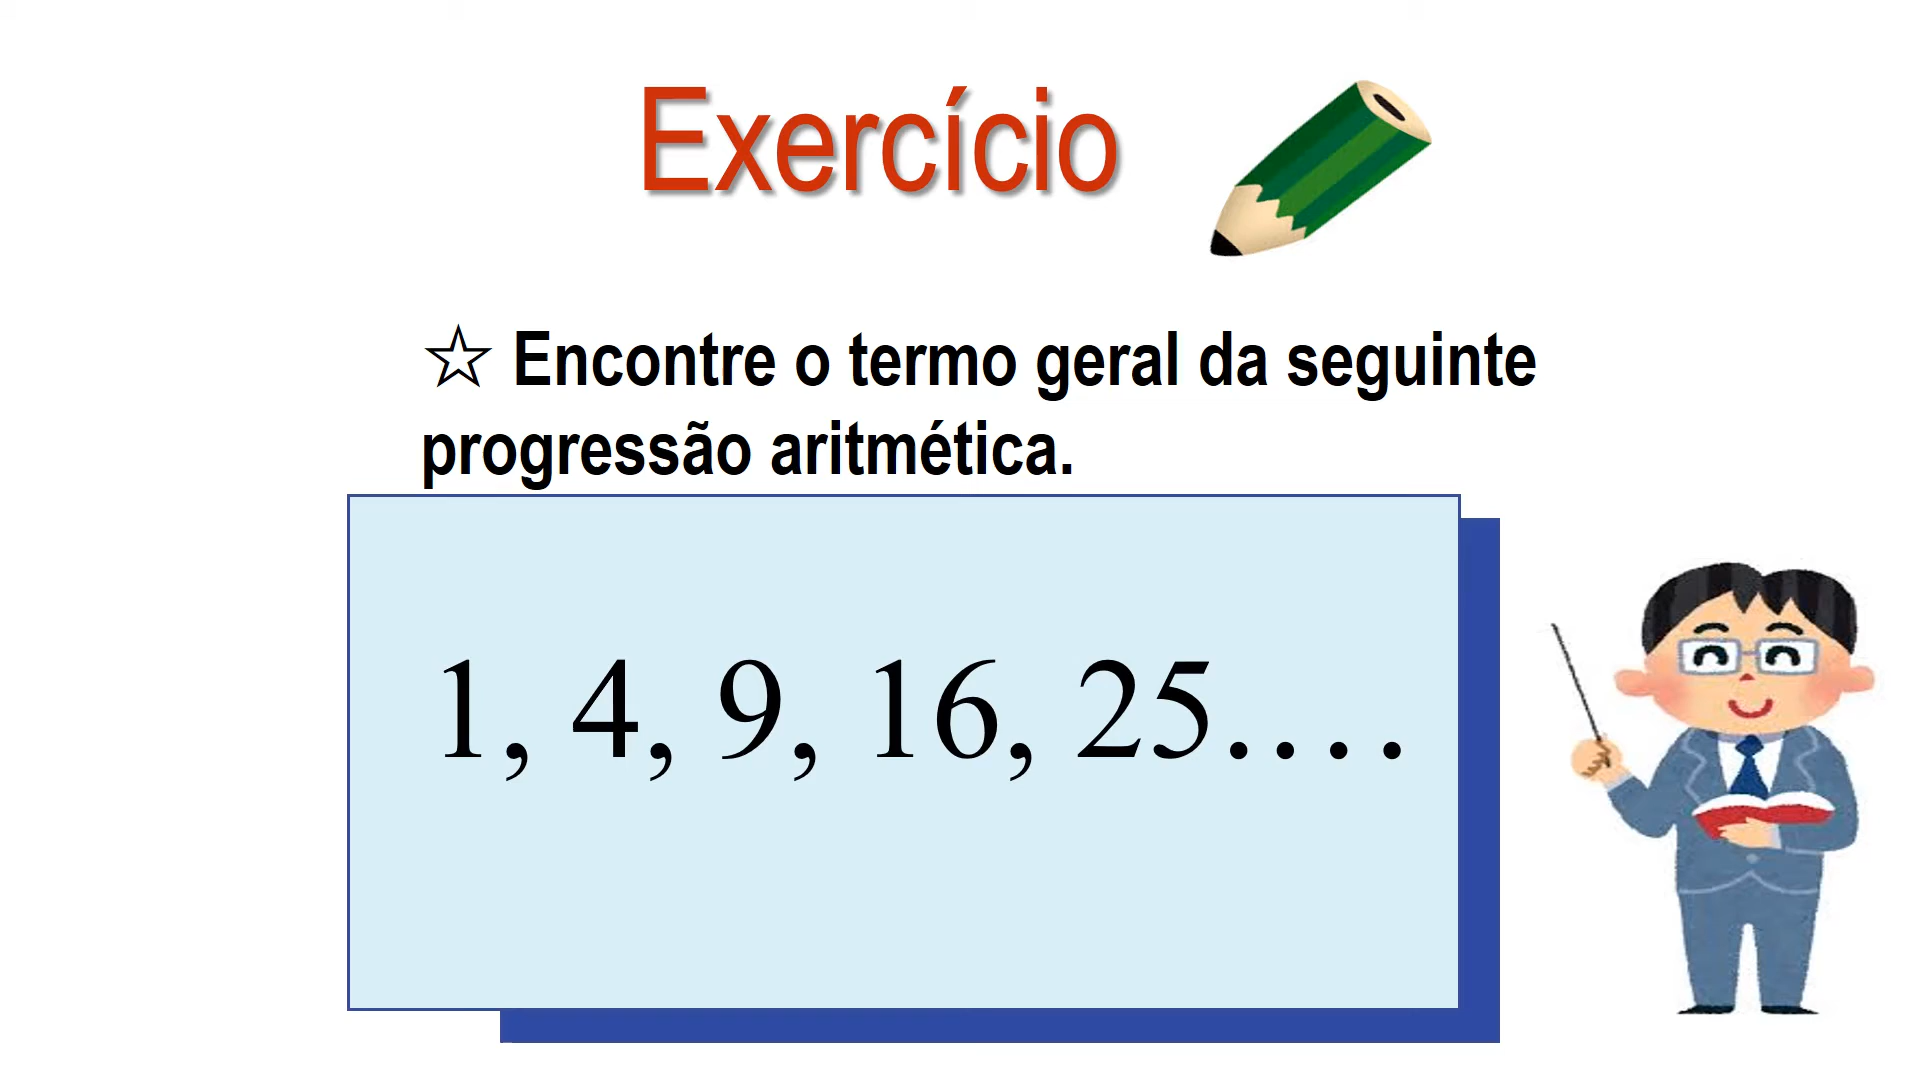 Exercício
☆ Encontre o termo geral da seguinte
progressão aritmética.
1, 4, 9, 16, 25….